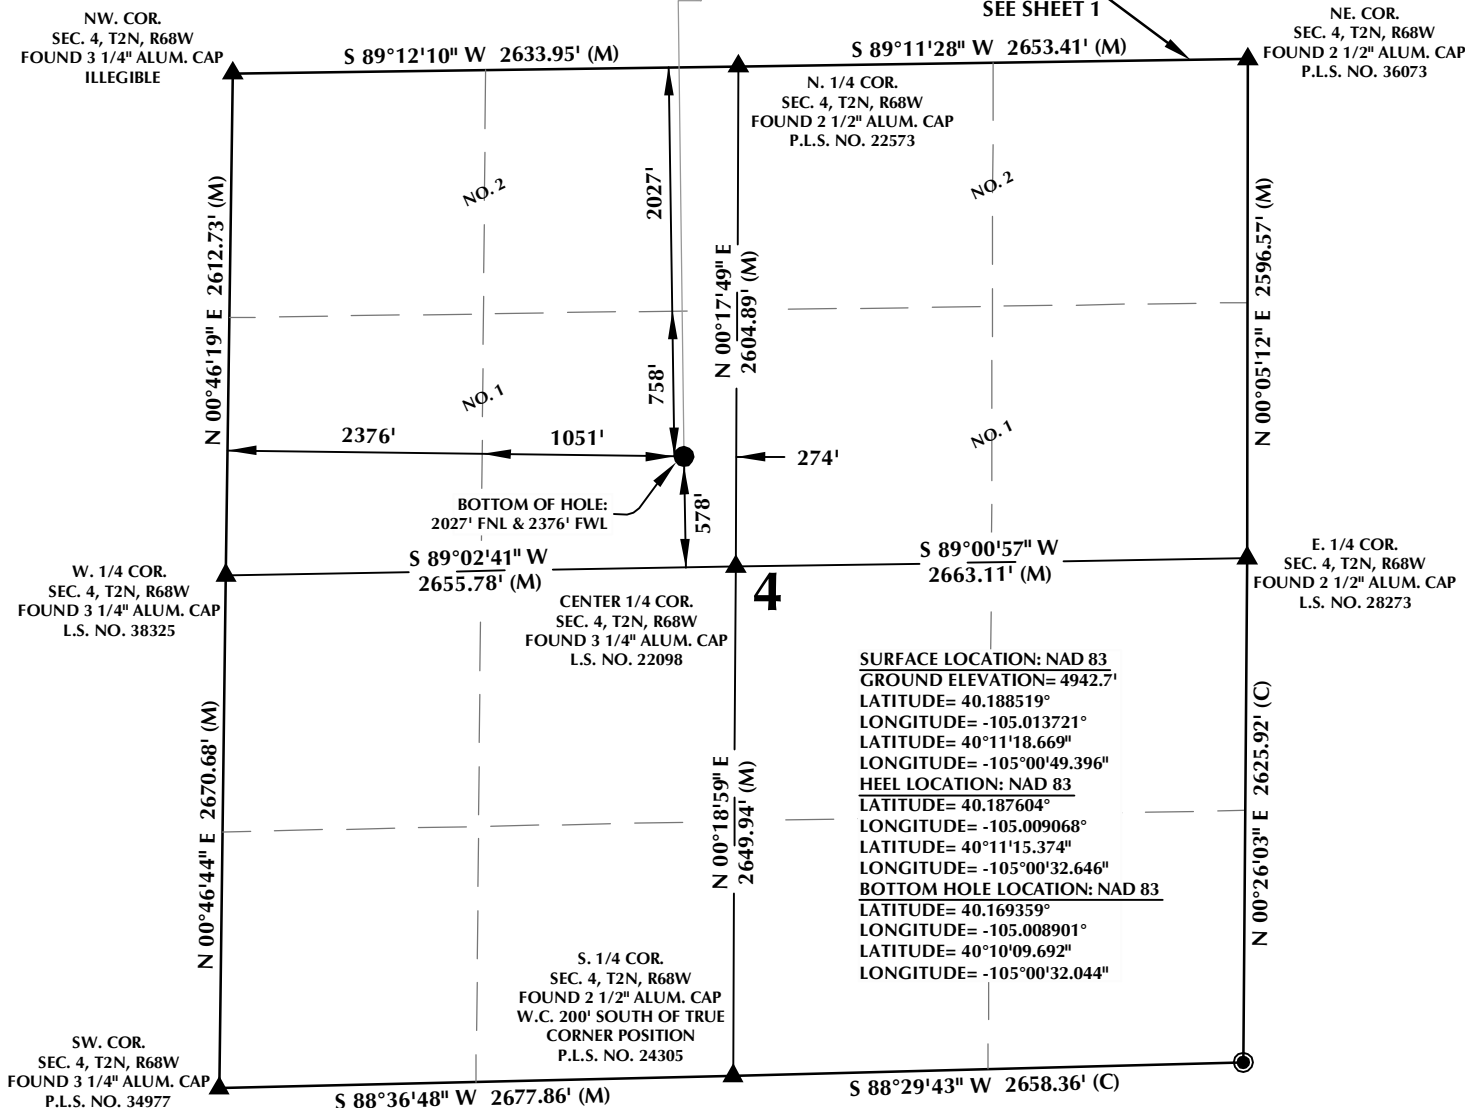 SEE SHEET 1
NW. COR.
SEC. 4, T2N, R68W
FOUND 3 1/4" ALUM. CAP
ILLEGIBLE
S 89°12'10" W 2633.95' (M)
S 89°11'28" W 2653.41' (M)
NE. COR.
SEC. 4, T2N, R68W
FOUND 2 1/2" ALUM. CAP
P.L.S. NO. 36073
N. 1/4 COR.
SEC. 4, T2N, R68W
FOUND 2 1/2" ALUM. CAP
P.L.S. NO. 22573
NO. 2
NO. 2
2027'
N 00°46'19" E 2612.73' (M)
N 00°17'49" E
2604.89' (M)
N 00°05'12" E 2596.57' (M)
758'
NO. 1
NO. 1
2376'
1051'
274'
BOTTOM OF HOLE:
2027' FNL & 2376' FWL
578'
S 89°02'41" W
2655.78' (M)
S 89°00'57" W
2663.11' (M)
W. 1/4 COR.
SEC. 4, T2N, R68W
FOUND 3 1/4" ALUM. CAP
L.S. NO. 38325
E. 1/4 COR.
SEC. 4, T2N, R68W
FOUND 2 1/2" ALUM. CAP
L.S. NO. 28273
4
CENTER 1/4 COR.
SEC. 4, T2N, R68W
FOUND 3 1/4" ALUM. CAP
L.S. NO. 22098
SURFACE LOCATION: NAD 83
GROUND ELEVATION= 4942.7'
LATITUDE= 40.188519°
LONGITUDE= -105.013721°
LATITUDE= 40°11'18.669"
LONGITUDE= -105°00'49.396"
HEEL LOCATION: NAD 83
LATITUDE= 40.187604°
LONGITUDE= -105.009068°
LATITUDE= 40°11'15.374"
LONGITUDE= -105°00'32.646"
BOTTOM HOLE LOCATION: NAD 83
LATITUDE= 40.169359°
LONGITUDE= -105.008901°
LATITUDE= 40°10'09.692"
LONGITUDE= -105°00'32.044"
N 00°46'44" E 2670.68' (M)
N 00°18'59" E
2649.94' (M)
N 00°26'03" E 2625.92' (C)
S. 1/4 COR.
SEC. 4, T2N, R68W
FOUND 2 1/2" ALUM. CAP
W.C. 200' SOUTH OF TRUE
CORNER POSITION
P.L.S. NO. 24305
SW. COR.
SEC. 4, T2N, R68W
FOUND 3 1/4" ALUM. CAP
P.L.S. NO. 34977
S 88°36'48" W 2677.86' (M)
S 88°29'43" W 2658.36' (C)